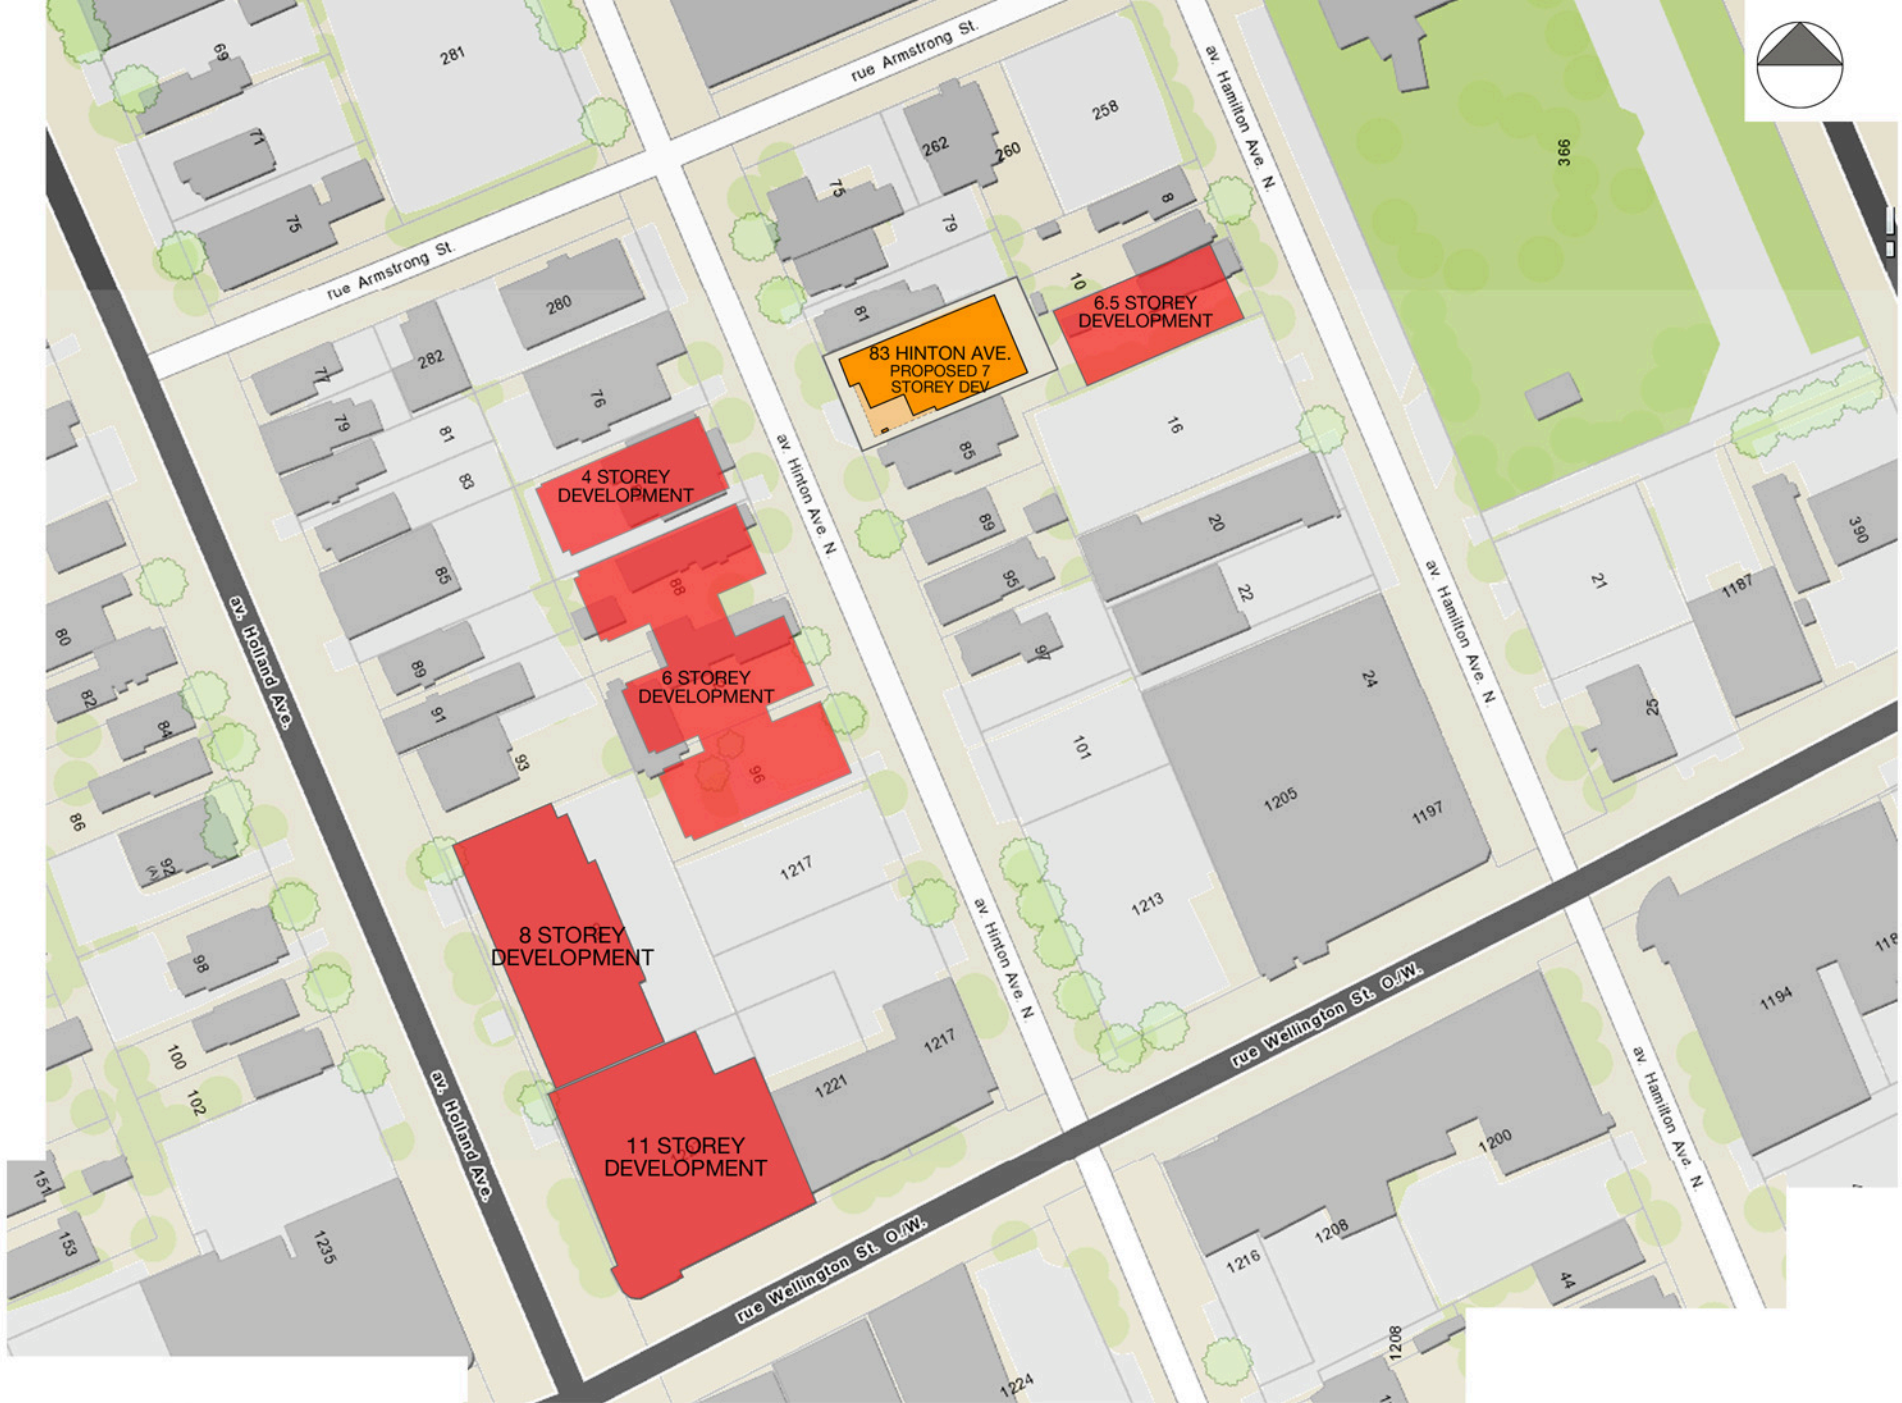 69
281
rue Armstrong St.
av. Hamilton Ave. N.
71
262
260
258
366
75
75
79
8
rue Armstrong St.
280
10
6.5 STOREY
DEVELOPMENT
81
83 HINTON AVE.
PROPOSED 7
STOREY DEV
282
77
79
76
81
83
16
85
4 STOREY
DEVELOPMENT
av. Hinton Ave. N.
89
20
390
85
88
95
22
21
1187
av. Holland Ave.
av. Hamilton Ave. N.
80
82
84
89
91
93
97
6 STOREY
DEVELOPMENT
24
25
101
96
86
92
(A)
1217
1205
1197
1213
98
8 STOREY
DEVELOPMENT
av. Hinton Ave. N.
118
1194
rue Wellington St. O./W.
100
102
1217
1221
av. Holland Ave.
av. Hamilton Ave. N.
11 STOREY
DEVELOPMENT
1200
151
153
1235
1208
1216
rue Wellington St. O./W.
44
1208
1224